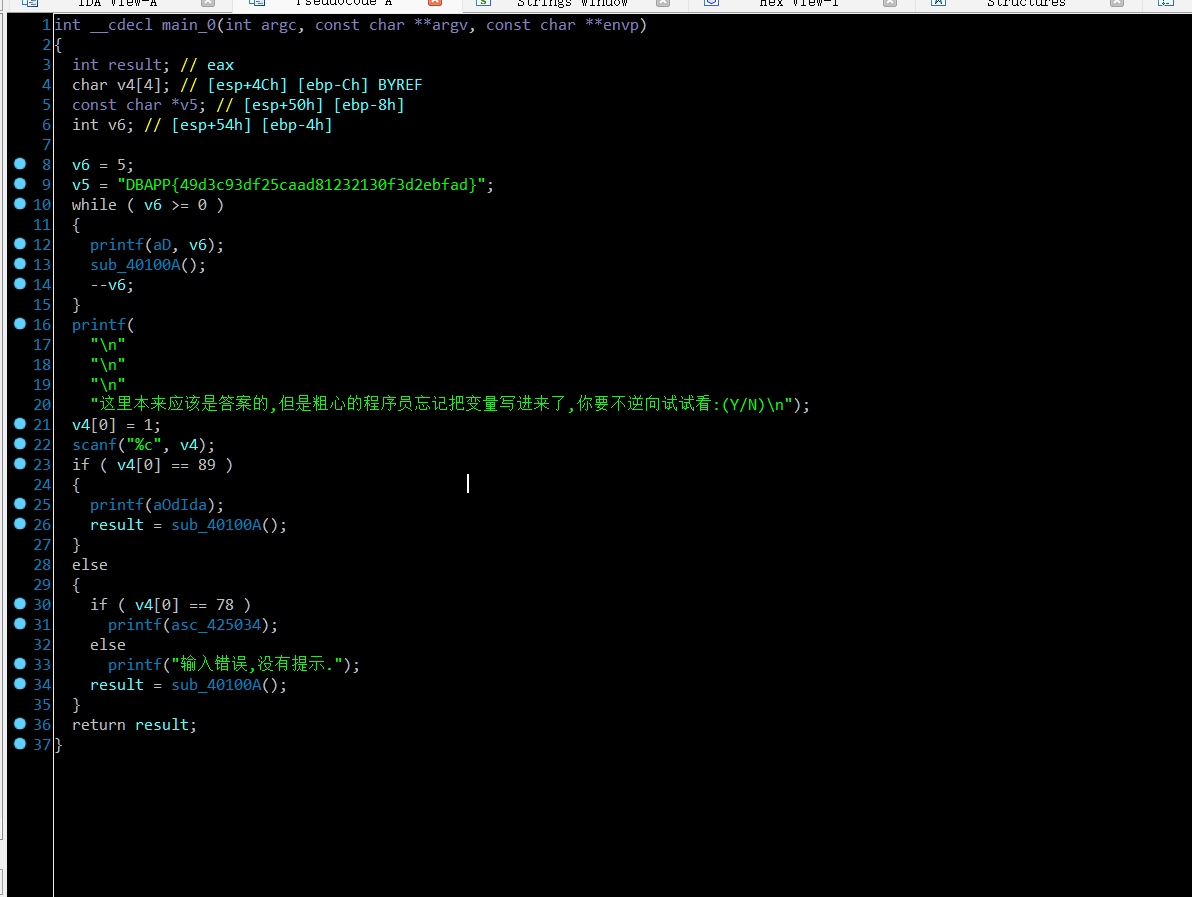 IDA View-A Pseudocode-A Strings window Hex View-1 Structures
1 int __cdecl main_0(int argc, const char **argv, const char **envp)
2 {
3 int result; // eax
4 char v4[4]; // [esp+4Ch] [ebp-Ch] BYREF
5 const char *v5; // [esp+50h] [ebp-8h]
6 int v6; // [esp+54h] [ebp-4h]
7
8 v6 = 5;
9 v5 = "DBAPP{49d3c93df25caad81232130f3d2ebfad}";
10 while ( v6 >= 0 )
11 {
12 printf(aD, v6);
13 sub_40100A();
14 --v6;
15 }
16 printf(
17 "\n"
18 "\n"
19 "\n"
20 "这里本来应该是答案的,但是粗心的程序员忘记把变量写进来了,你要不逆向试试看:(Y/N)\n");
21 v4[0] = 1;
22 scanf("%c", v4);
23 if ( v4[0] == 89 )
24 {
25 printf(aOdIda);
26 result = sub_40100A();
27 }
28 else
29 {
30 if ( v4[0] == 78 )
31 printf(asc_425034);
32 else
33 printf("输入错误,没有提示.");
34 result = sub_40100A();
35 }
36 return result;
37 }